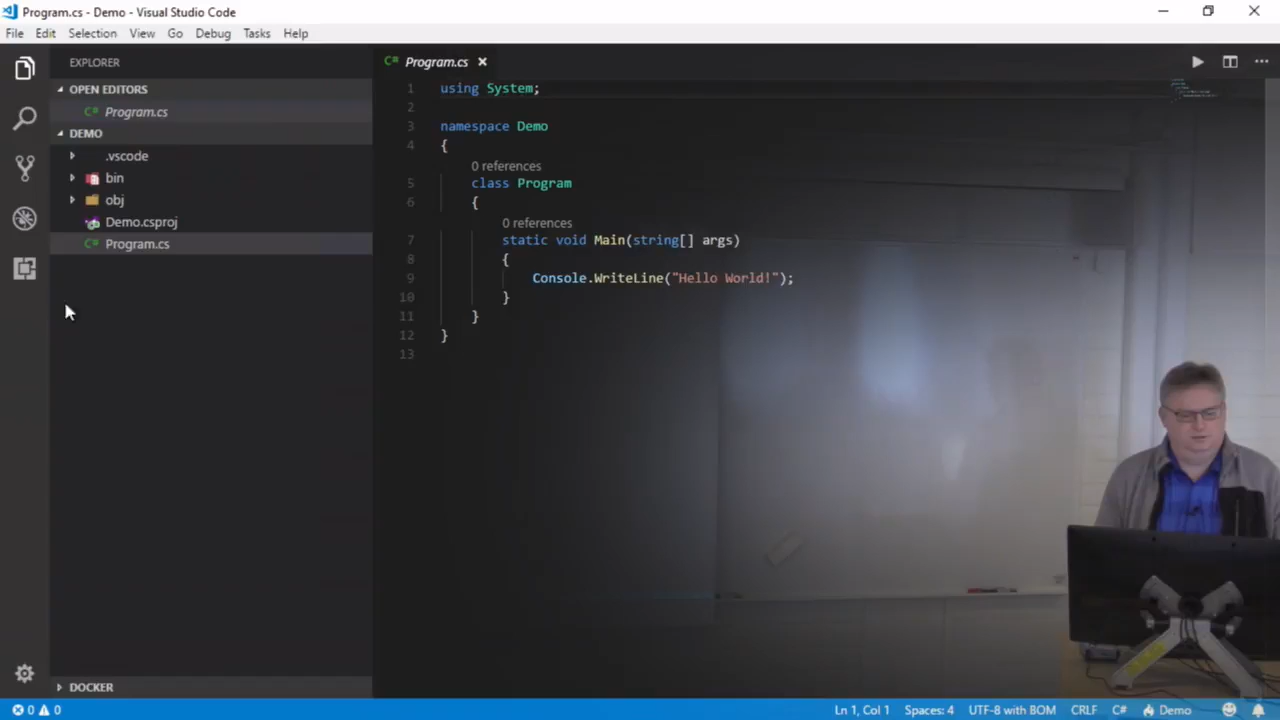 Program.cs - Demo - Visual Studio Code
File Edit Selection View Go Debug Tasks Help
EXPLORER
OPEN EDITORS
C# Program.cs
DEMO
.vscode
bin
obj
Demo.csproj
C# Program.cs
DOCKER
C# Program.cs
1 using System;
2
3 namespace Demo
4 {
0 references
5 class Program
6 {
0 references
7 static void Main(string[] args)
8 {
9 Console.WriteLine("Hello World!");
10 }
11 }
12 }
13
0 0
Ln 1, Col 1 Spaces: 4 UTF-8 with BOM CRLF C# Demo